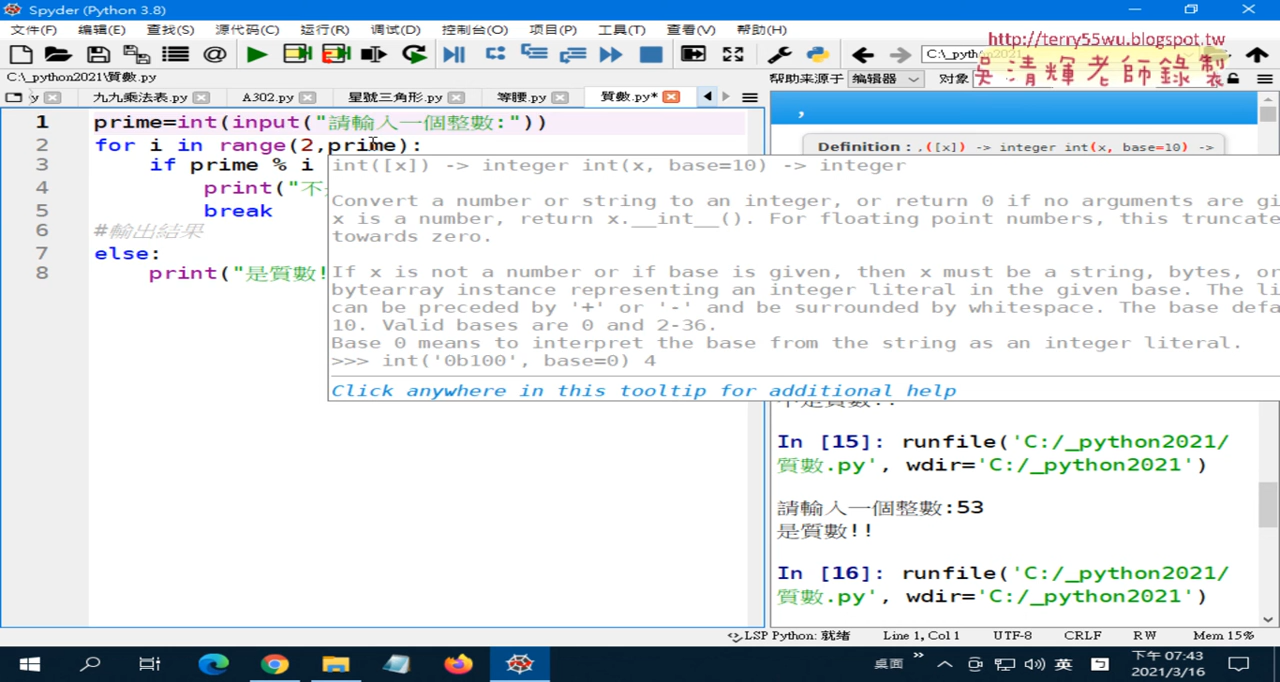 Spyder (Python 3.8)
文件(F) 编辑(E) 查找(S) 源代码(C) 运行(R) 调试(D) 控制台(O) 项目(P) 工具(T) 查看(V) 帮助(H)
http://terry55wu.blogspot.tw
吳清輝老師錄製
C:\_python2021
C:\_python2021\質數.py
帮助来源于 编辑器 对象
y 九九乘法表.py A302.py 星號三角形.py 等腰.py 質數.py*
1 prime=int(input("請輸入一個整數:"))
2 for i in range(2,prime):
3 if prime % i
4 print("不
5 break
6 #輸出結果
7 else:
8 print("是質數!
int([x]) -> integer int(x, base=10) -> integer
Convert a number or string to an integer, or return 0 if no arguments are gi
x is a number, return x.__int__(). For floating point numbers, this truncate
towards zero.
If x is not a number or if base is given, then x must be a string, bytes, or
bytearray instance representing an integer literal in the given base. The li
can be preceded by '+' or '-' and be surrounded by whitespace. The base defa
10. Valid bases are 0 and 2-36.
Base 0 means to interpret the base from the string as an integer literal.
>>> int('0b100', base=0) 4
Click anywhere in this tooltip for additional help
,
Definition : ,([x]) -> integer int(x, base=10) ->
不是質數!!
In [15]: runfile('C:/_python2021/
質數.py', wdir='C:/_python2021')
請輸入一個整數:53
是質數!!
In [16]: runfile('C:/_python2021/
質數.py', wdir='C:/_python2021')
LSP Python: 就绪 Line 1, Col 1 UTF-8 CRLF RW Mem 15%
桌面 英 下午 07:43
2021/3/16